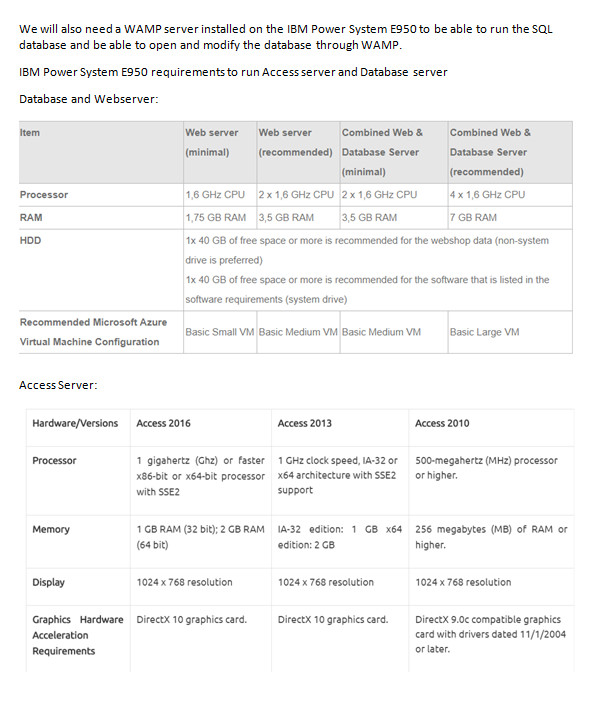 We will also need a WAMP server installed on the IBM Power System E950 to be able to run the SQL
database and be able to open and modify the database through WAMP.
IBM Power System E950 requirements to run Access server and Database server
Database and Webserver:
Item Web server Web server Combined Web & Combined Web &
(minimal) (recommended) Database Server Database Server
(minimal) (recommended)
Processor 1,6 GHz CPU 2 x 1,6 GHz CPU 2 x 1,6 GHz CPU 4 x 1,6 GHz CPU
RAM 1,75 GB RAM 3,5 GB RAM 3,5 GB RAM 7 GB RAM
HDD 1x 40 GB of free space or more is recommended for the webshop data (non-system
drive is preferred)
1x 40 GB of free space or more is recommended for the software that is listed in the
software requirements (system drive)
Recommended Microsoft Azure
Virtual Machine Configuration Basic Small VM Basic Medium VM Basic Medium VM Basic Large VM
Access Server:
Hardware/Versions Access 2016 Access 2013 Access 2010
Processor 1 gigahertz (Ghz) or faster 1 GHz clock speed, IA-32 or 500-megahertz (MHz) processor
x86-bit or x64-bit processor x64 architecture with SSE2 or higher.
with SSE2 support
Memory 1 GB RAM (32 bit); 2 GB RAM IA-32 edition: 1 GB x64 256 megabytes (MB) of RAM or
(64 bit) edition: 2 GB higher.
Display 1024 x 768 resolution 1024 x 768 resolution 1024 x 768 resolution
Graphics Hardware DirectX 10 graphics card. DirectX 10 graphics card. DirectX 9.0c compatible graphics
Acceleration card with drivers dated 11/1/2004
Requirements or later.